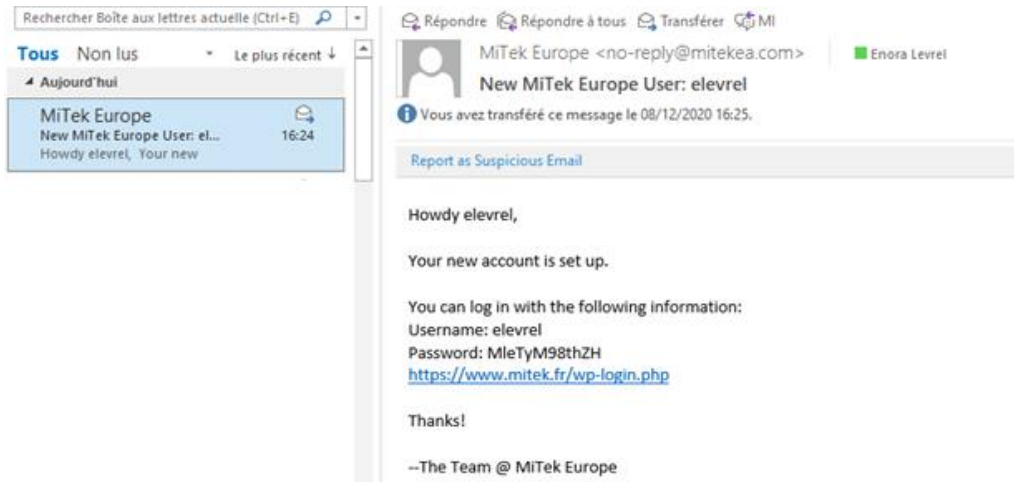 Rechercher Boîte aux lettres actuelle (Ctrl+E)
Tous Non lus Le plus récent ↓
Aujourd'hui
MiTek Europe
New MiTek Europe User: el... 16:24
Howdy elevrel, Your new
Répondre Répondre à tous Transférer MI
MiTek Europe <no-reply@mitekea.com> Enora Levrel
New MiTek Europe User: elevrel
Vous avez transféré ce message le 08/12/2020 16:25.
Report as Suspicious Email
Howdy elevrel,
Your new account is set up.
You can log in with the following information:
Username: elevrel
Password: MleTyM98thZH
https://www.mitek.fr/wp-login.php
Thanks!
--The Team @ MiTek Europe